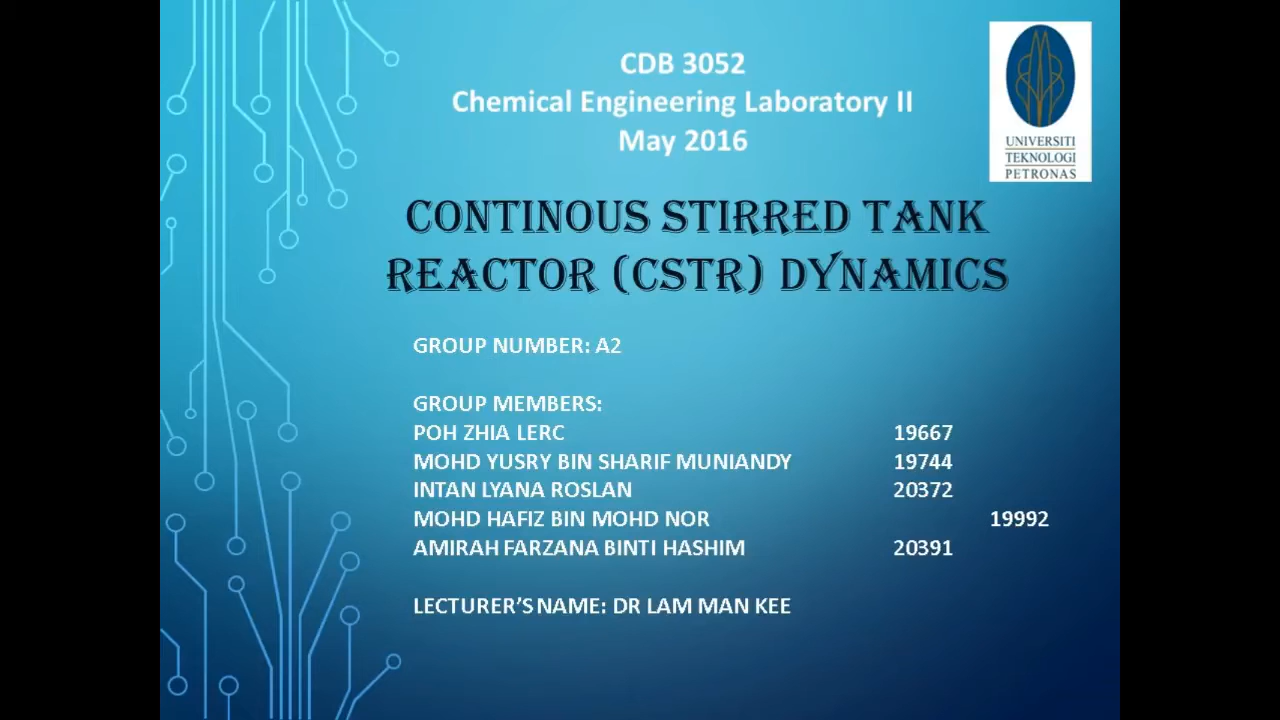 CDB 3052
Chemical Engineering Laboratory II
May 2016
UNIVERSITI
TEKNOLOGI
PETRONAS
CONTINOUS STIRRED TANK
REACTOR (CSTR) DYNAMICS
GROUP NUMBER: A2
GROUP MEMBERS:
POH ZHIA LERC 19667
MOHD YUSRY BIN SHARIF MUNIANDY 19744
INTAN LYANA ROSLAN 20372
MOHD HAFIZ BIN MOHD NOR 19992
AMIRAH FARZANA BINTI HASHIM 20391
LECTURER'S NAME: DR LAM MAN KEE